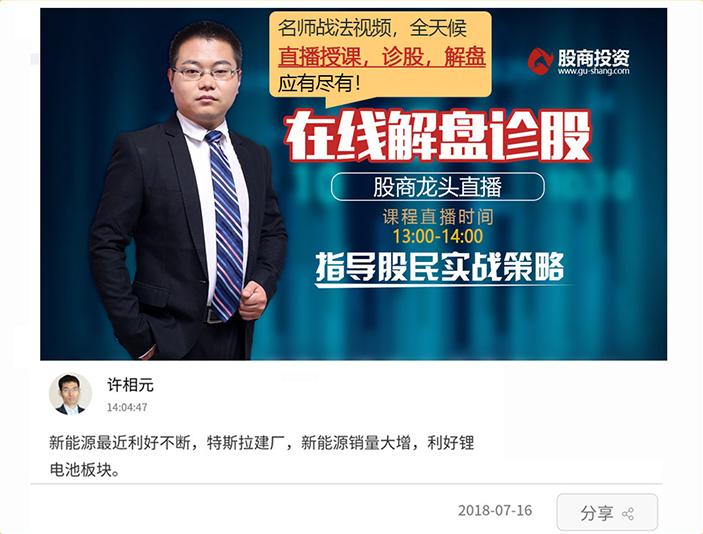 名师战法视频，全天候
直播授课，诊股，解盘
应有尽有！
股商投资
www.gu-shang.com
在线解盘诊股
股商龙头直播
课程直播时间
13:00-14:00
指导股民实战策略
许相元
14:04:47
新能源最近利好不断，特斯拉建厂，新能源销量大增，利好锂
电池板块。
2018-07-16
分享